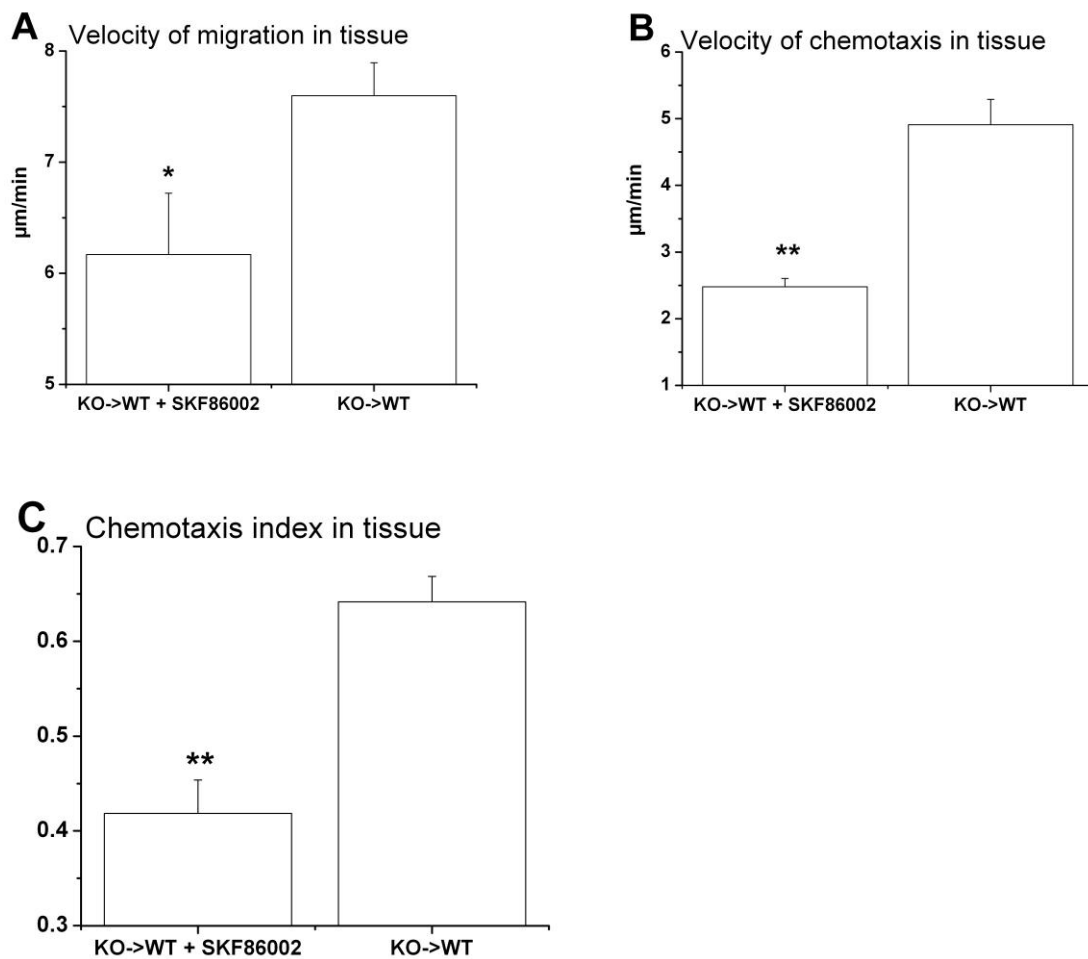 A Velocity of migration in tissue
8
7
6
5
µm/min
*
KO->WT + SKF86002 KO->WT
B Velocity of chemotaxis in tissue
6
5
4
3
2
1
µm/min
**
KO->WT + SKF86002 KO->WT
C Chemotaxis index in tissue
0.7
0.6
0.5
0.4
0.3
**
KO->WT + SKF86002 KO->WT